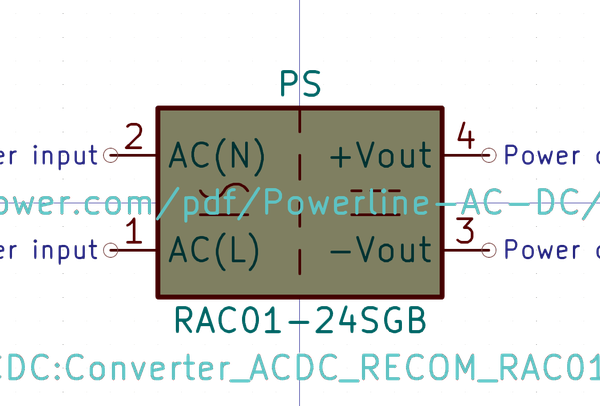 PS
2 4
er input AC(N) +Vout Power
ower.com/pdf/Powerline-AC-DC/
1 3
er input AC(L) -Vout Power
RAC01-24SGB
CDC:Converter_ACDC_RECOM_RAC01